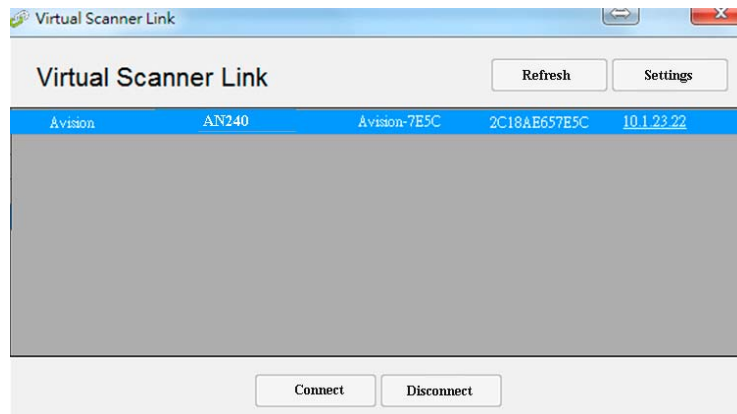 Virtual Scanner Link
Virtual Scanner Link Refresh Settings
Avision AN240 Avision-7E5C 2C18AE657E5C 10.1.23.22
Connect Disconnect